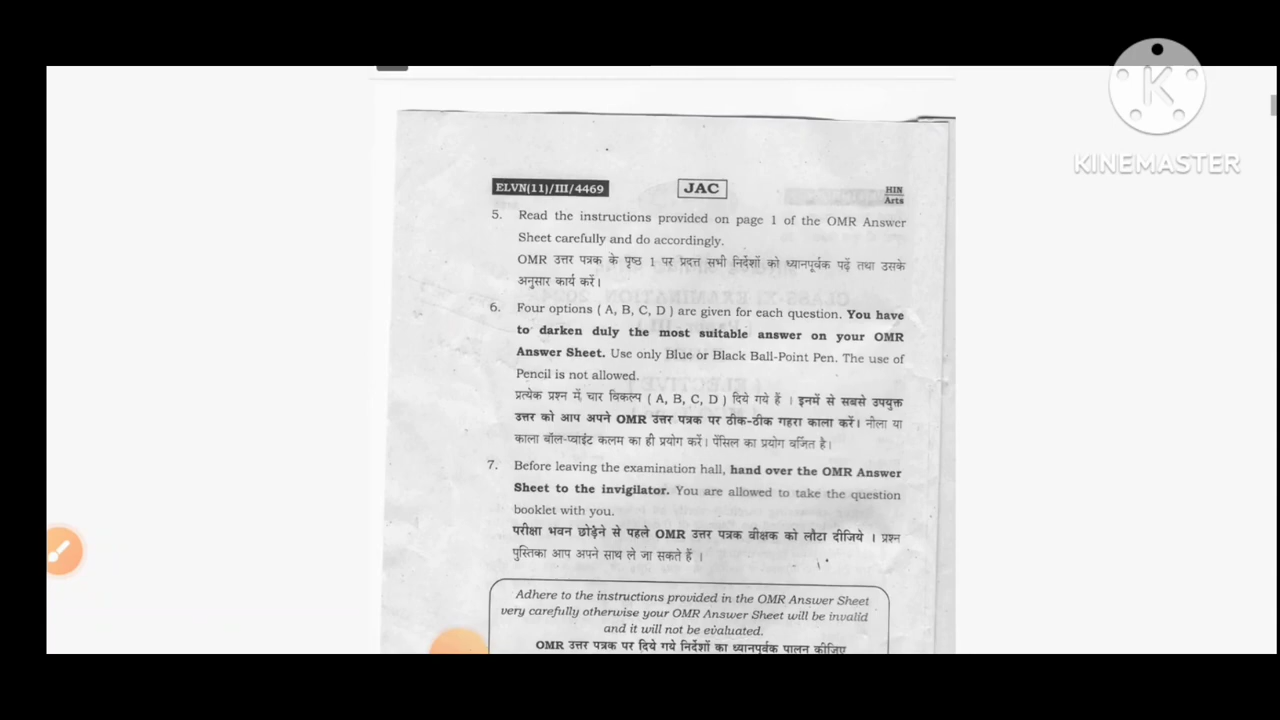 KINEMASTER
ELVN(11)/III/4469
JAC
HIN
Arts
5. Read the instructions provided on page 1 of the OMR Answer
Sheet carefully and do accordingly.
OMR उत्तर पत्रक के पृष्ठ 1 पर प्रदत्त सभी निर्देशों को ध्यानपूर्वक पढ़ें तथा उसके
अनुसार कार्य करें।
6. Four options ( A, B, C, D ) are given for each question. You have
to darken duly the most suitable answer on your OMR
Answer Sheet. Use only Blue or Black Ball-Point Pen. The use of
Pencil is not allowed.
प्रत्येक प्रश्न में चार विकल्प ( A, B, C, D ) दिये गये हैं । इनमें से सबसे उपयुक्त
उत्तर को आप अपने OMR उत्तर पत्रक पर ठीक-ठीक गहरा काला करें। नीला या
काला बॉल-प्वाइंट कलम का ही प्रयोग करें। पेंसिल का प्रयोग वर्जित है।
7. Before leaving the examination hall, hand over the OMR Answer
Sheet to the invigilator. You are allowed to take the question
booklet with you.
परीक्षा भवन छोड़ने से पहले OMR उत्तर पत्रक वीक्षक को लौटा दीजिये । प्रश्न
पुस्तिका आप अपने साथ ले जा सकते हैं ।
Adhere to the instructions provided in the OMR Answer Sheet
very carefully otherwise your OMR Answer Sheet will be invalid
and it will not be evaluated.
OMR उत्तर पत्रक पर दिये गये निर्देशों का ध्यानपूर्वक पालन कीजिए